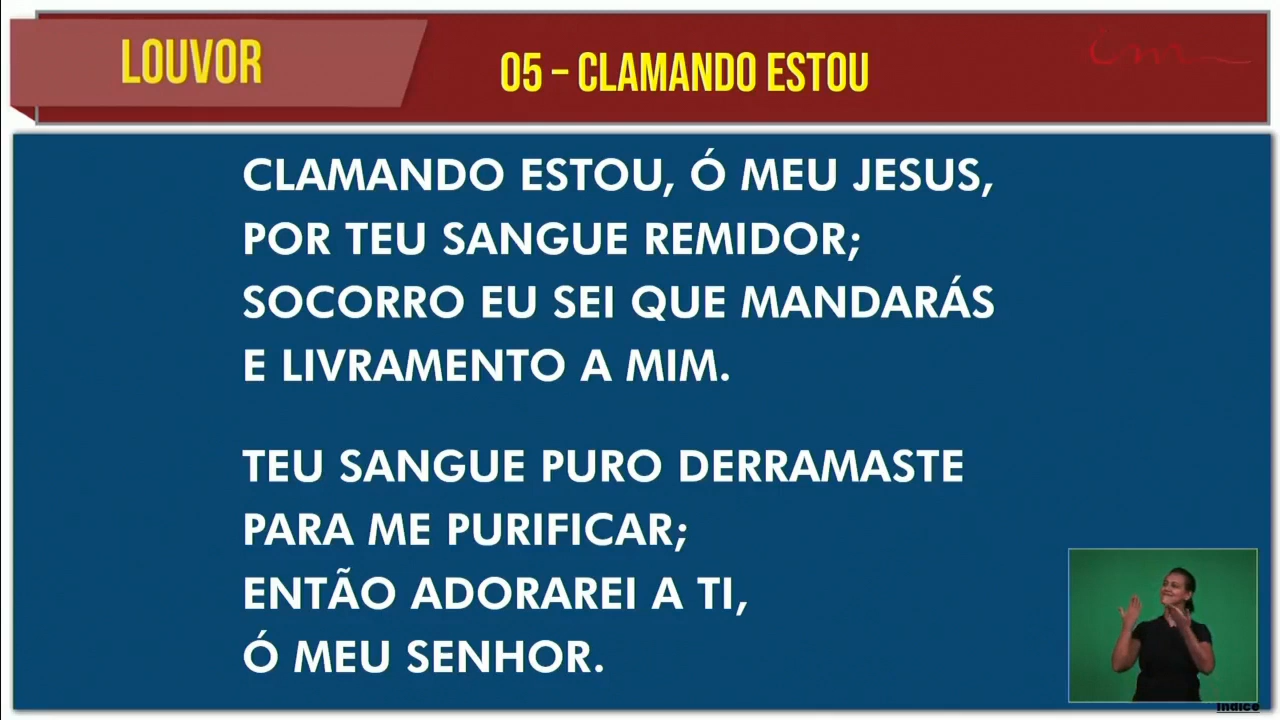 LOUVOR
05 – CLAMANDO ESTOU
CLAMANDO ESTOU, Ó MEU JESUS,
POR TEU SANGUE REMIDOR;
SOCORRO EU SEI QUE MANDARÁS
E LIVRAMENTO A MIM.
TEU SANGUE PURO DERRAMASTE
PARA ME PURIFICAR;
ENTÃO ADORAREI A TI,
Ó MEU SENHOR.
Índice